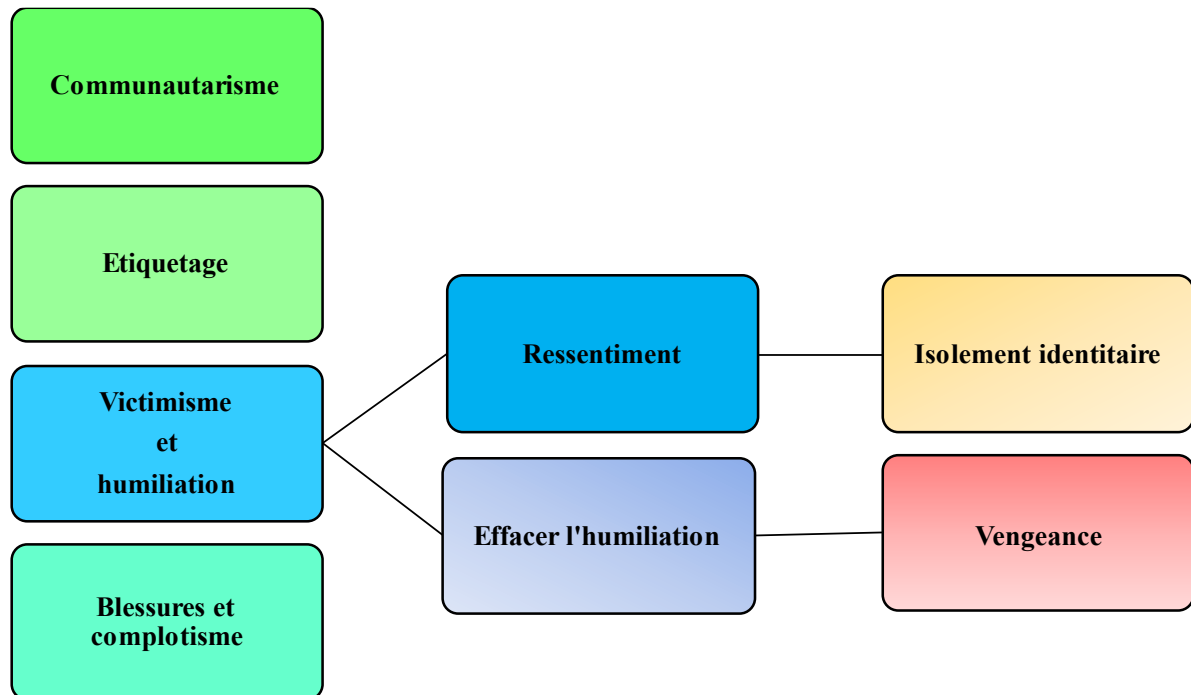 Communautarisme
Etiquetage
Victimisme
et
humiliation
Blessures et
complotisme
Ressentiment
Effacer l'humiliation
Isolement identitaire
Vengeance